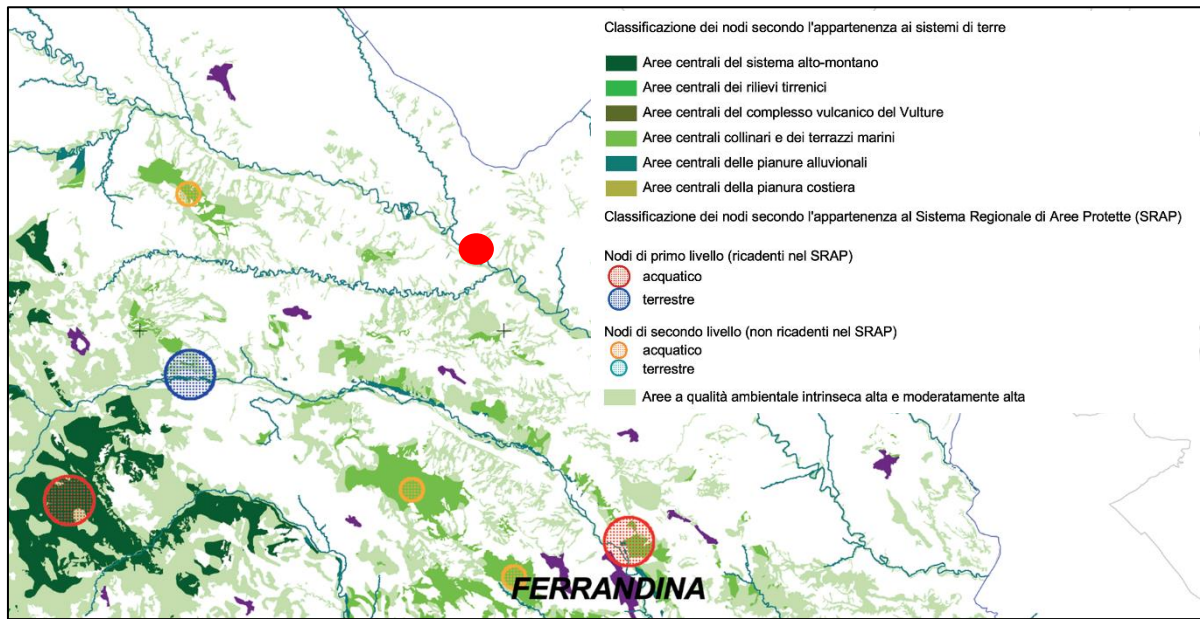 Classificazione dei nodi secondo l'appartenenza ai sistemi di terre
Aree centrali del sistema alto-montano
Aree centrali dei rilievi tirrenici
Aree centrali del complesso vulcanico del Vulture
Aree centrali collinari e dei terrazzi marini
Aree centrali delle pianure alluvionali
Aree centrali della pianura costiera
Classificazione dei nodi secondo l'appartenenza al Sistema Regionale di Aree Protette (SRAP)
Nodi di primo livello (ricadenti nel SRAP)
acquatico
terrestre
Nodi di secondo livello (non ricadenti nel SRAP)
acquatico
terrestre
Aree a qualità ambientale intrinseca alta e moderatamente alta
FERRANDINA